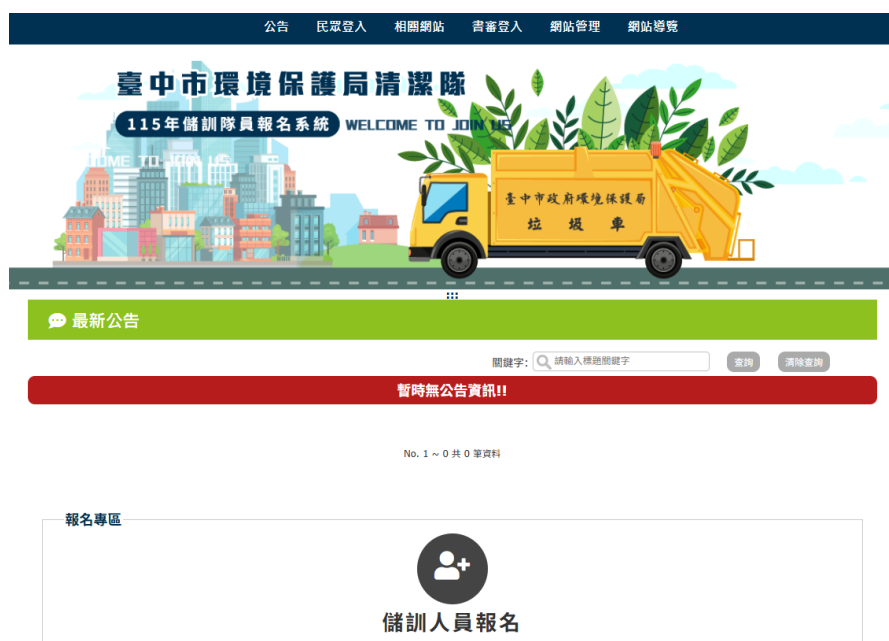 公告 民眾登入 相關網站 書審登入 網站管理 網站導覽
臺中市環境保護局清潔隊
115年儲訓隊員報名系統 WELCOME TO JOIN US
臺中市政府環境保護局
垃圾車
:::
最新公告
關鍵字: 請輸入標題關鍵字 查詢 清除查詢
暫時無公告資訊!!
No. 1 ~ 0 共 0 筆資料
報名專區
儲訓人員報名